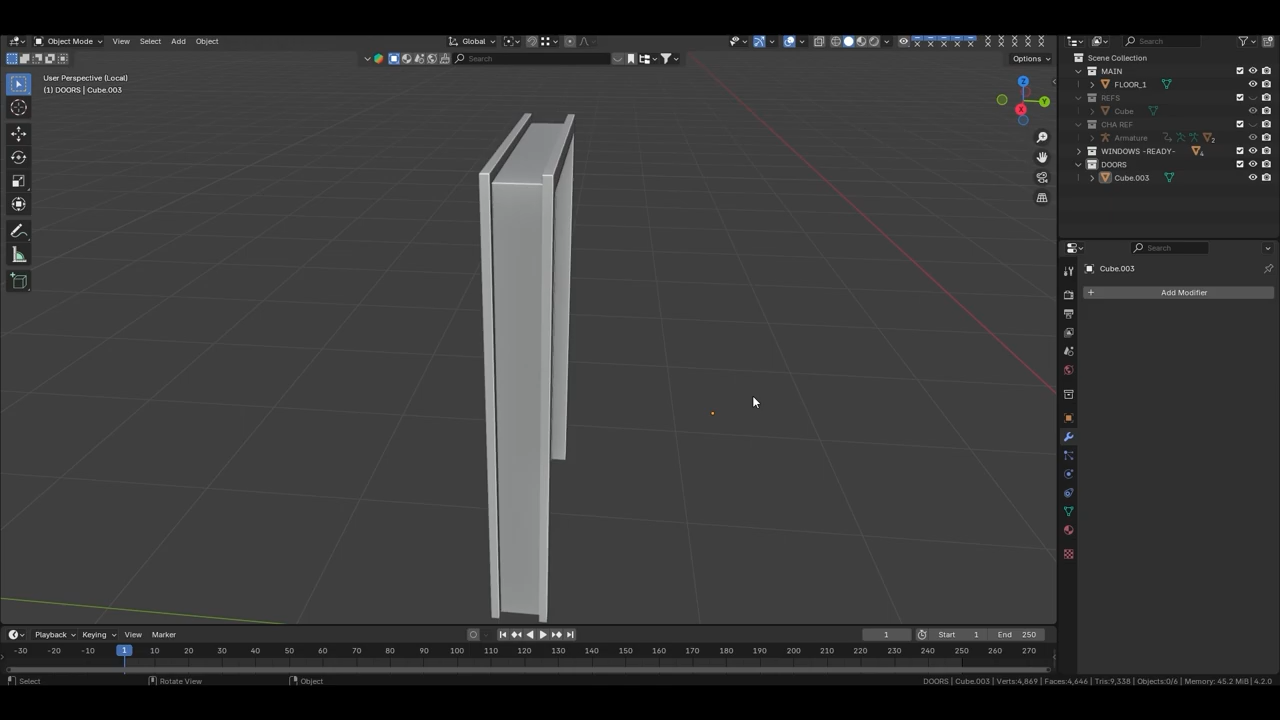 Object Mode View Select Add Object Global
Search
Options
User Perspective (Local)
(1) DOORS | Cube.003
Z
Y
X
Search
Scene Collection
MAIN
FLOOR_1
REFS
Cube
CHA REF
Armature 2
WINDOWS -READY- 4
DOORS
Cube.003
Search
Cube.003
+ Add Modifier
Playback Keying View Marker 1 Start 1 End 250
-30 -20 -10 1 10 20 30 40 50 60 70 80 90 100 110 120 130 140 150 160 170 180 190 200 210 220 230 240 250 260 270
Select Rotate View Object DOORS | Cube.003 | Verts:4,869 | Faces:4,646 | Tris:9,338 | Objects:0/6 | Memory: 45.2 MiB | 4.2.0